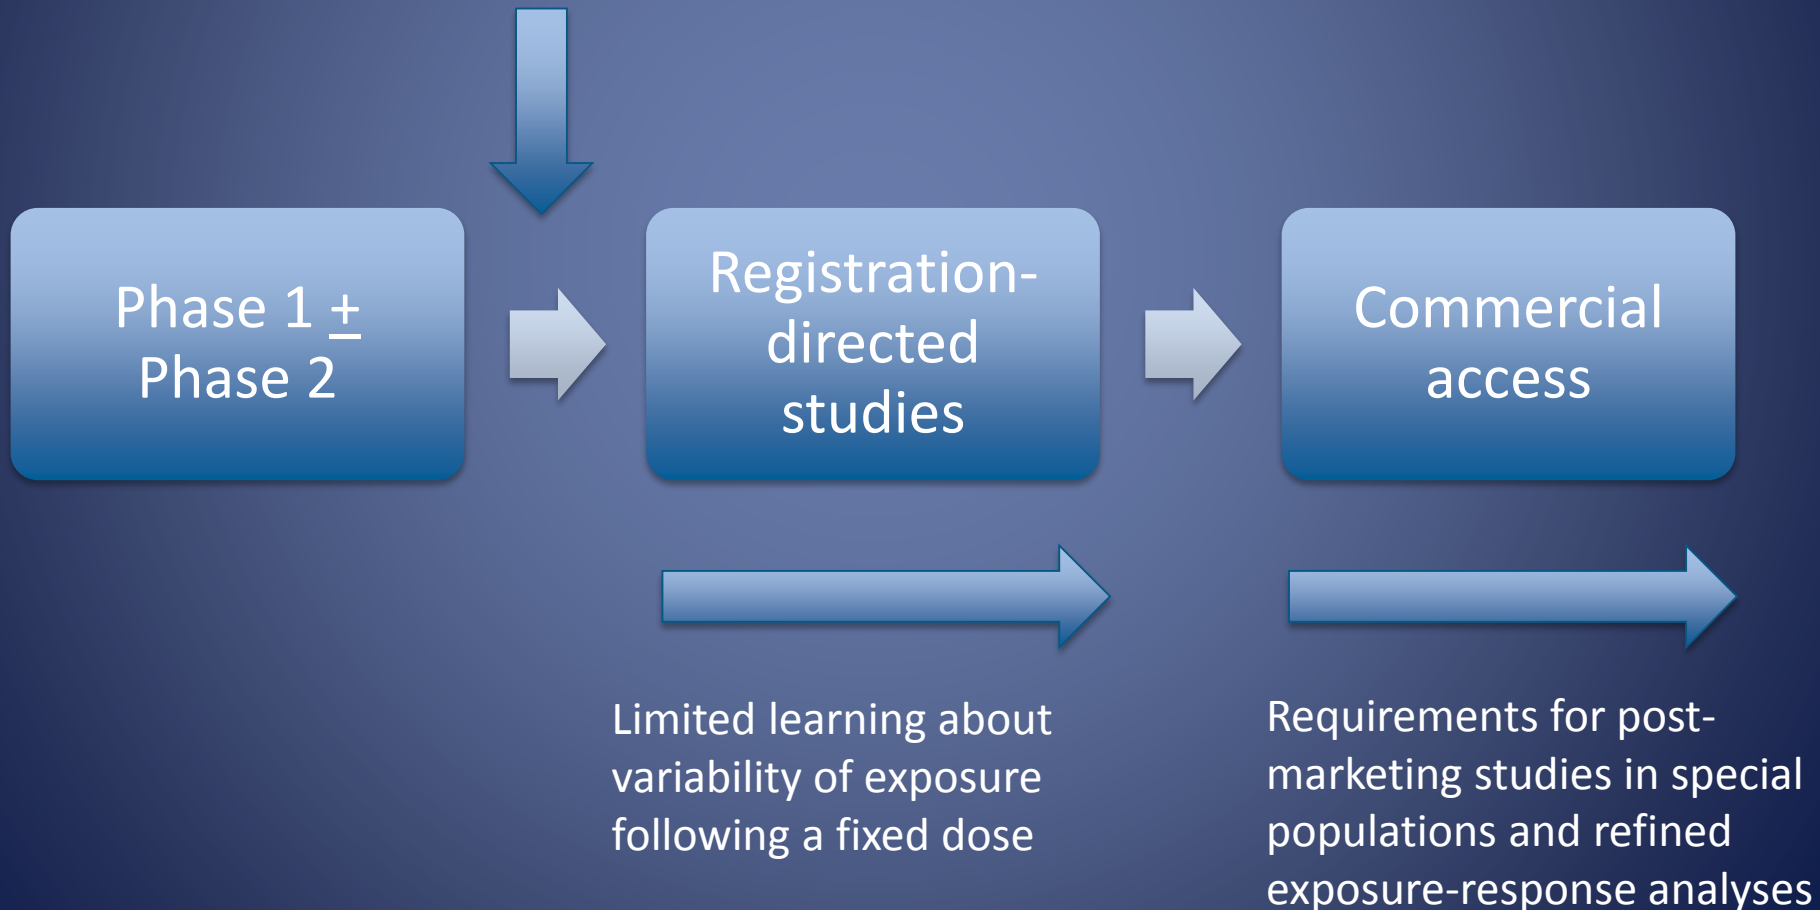 Phase 1 +
Phase 2
Registration-
directed
studies
Commercial
access
Limited learning about
variability of exposure
following a fixed dose
Requirements for post-
marketing studies in special
populations and refined
exposure-response analyses